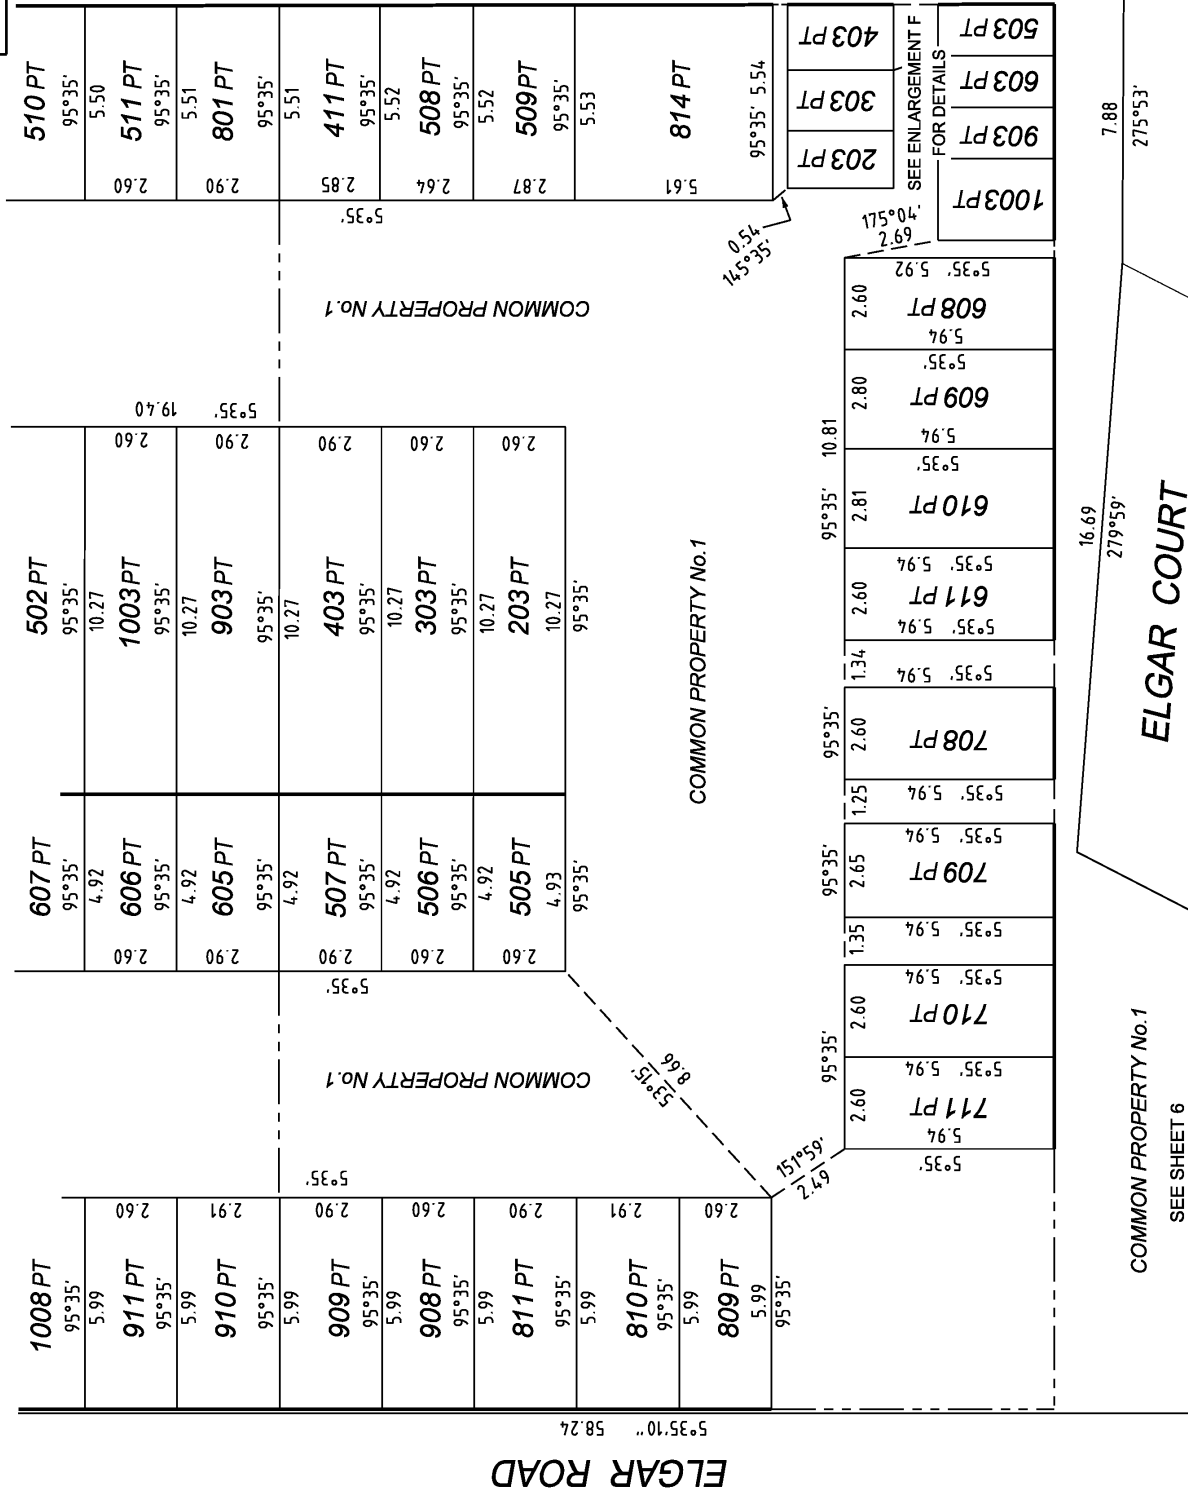 510 PT
95°35'
5.50
511 PT
95°35'
5.51
801 PT
95°35'
5.51
411 PT
95°35'
5.52
508 PT
95°35'
5.52
509 PT
95°35'
5.53
814 PT
95°35' 5.54
2.60
2.90
2.85
2.64
2.87
5.61
5°35'
403 PT
303 PT
203 PT
SEE ENLARGEMENT F
FOR DETAILS
503 PT
603 PT
903 PT
1003 PT
7.88
275°53'
0.54
145°35'
175°04'
2.69
COMMON PROPERTY No.1
19.40 5°35'
2.60
2.90
2.90
2.60
2.60
502 PT
95°35'
10.27
1003 PT
95°35'
10.27
903 PT
95°35'
10.27
403 PT
95°35'
10.27
303 PT
95°35'
10.27
203 PT
10.27
95°35'
607 PT
95°35'
4.92
606 PT
95°35'
4.92
605 PT
95°35'
4.92
507 PT
95°35'
4.92
506 PT
95°35'
4.92
505 PT
4.93
95°35'
2.60
2.90
2.90
2.60
2.60
5°35'
COMMON PROPERTY No.1
COMMON PROPERTY No.1
53°15'
8.66
5°35'
2.60
2.91
2.90
2.60
2.90
2.91
2.60
1008 PT
95°35'
5.99
911 PT
95°35'
5.99
910 PT
95°35'
5.99
909 PT
95°35'
5.99
908 PT
95°35'
5.99
811 PT
95°35'
5.99
810 PT
95°35'
5.99
809 PT
5.99
95°35'
5°35'10" 58.24
ELGAR ROAD
151°59'
2.49
5°35' 5.92
2.60
608 PT
5.94
5°35'
2.80
609 PT
5.94
10.81
95°35'
5°35'
2.81
610 PT
5°35' 5.94
2.60
611 PT
5°35' 5.94
1.34
5°35' 5.94
95°35'
2.60
708 PT
5°35' 5.94
1.25
5°35' 5.94
95°35'
2.65
709 PT
5°35' 5.94
1.35
5°35' 5.94
95°35'
2.60
710 PT
5°35' 5.94
2.60
711 PT
5.94
5°35'
16.69
279°59'
ELGAR COURT
COMMON PROPERTY No.1
SEE SHEET 6